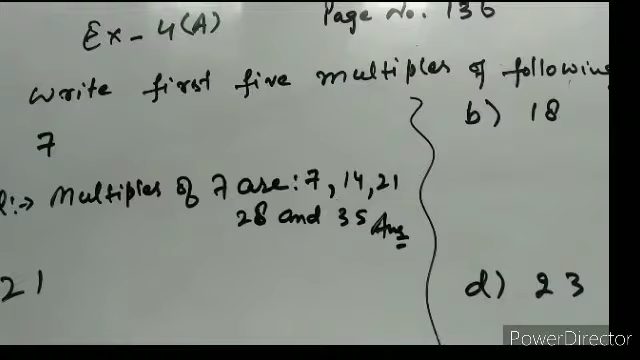 Ex - 4(A)
Page No. 136
Write first five multiples of following
7
b) 18
l:-> Multiples of 7 are: 7, 14, 21
28 and 35 Ans
21
d) 23
PowerDirector